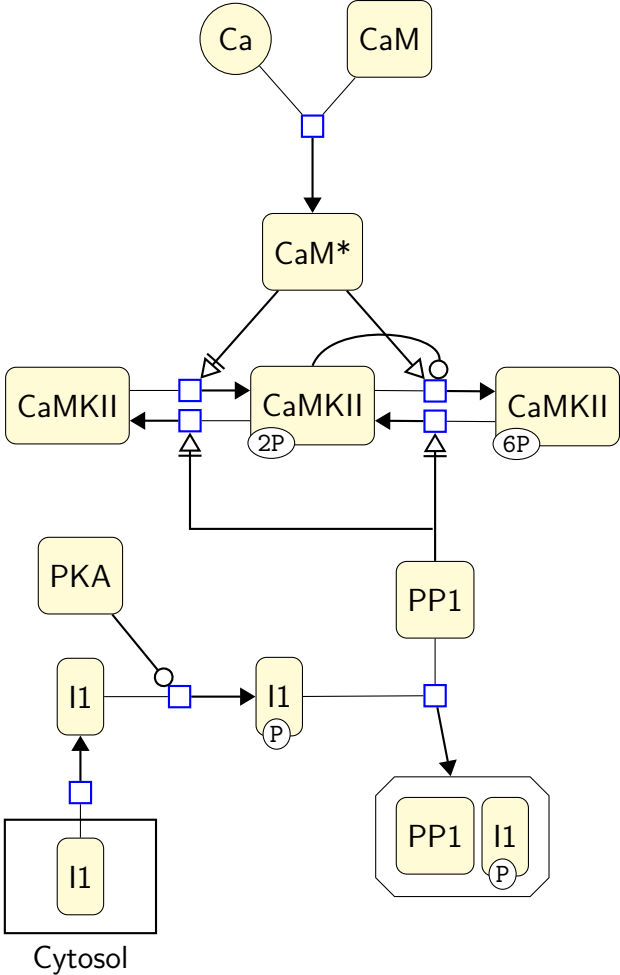 Ca
CaM
CaM*
CaMKII
CaMKII
2P
CaMKII
6P
PKA
PP1
I1
I1
P
I1
PP1
I1
P
Cytosol